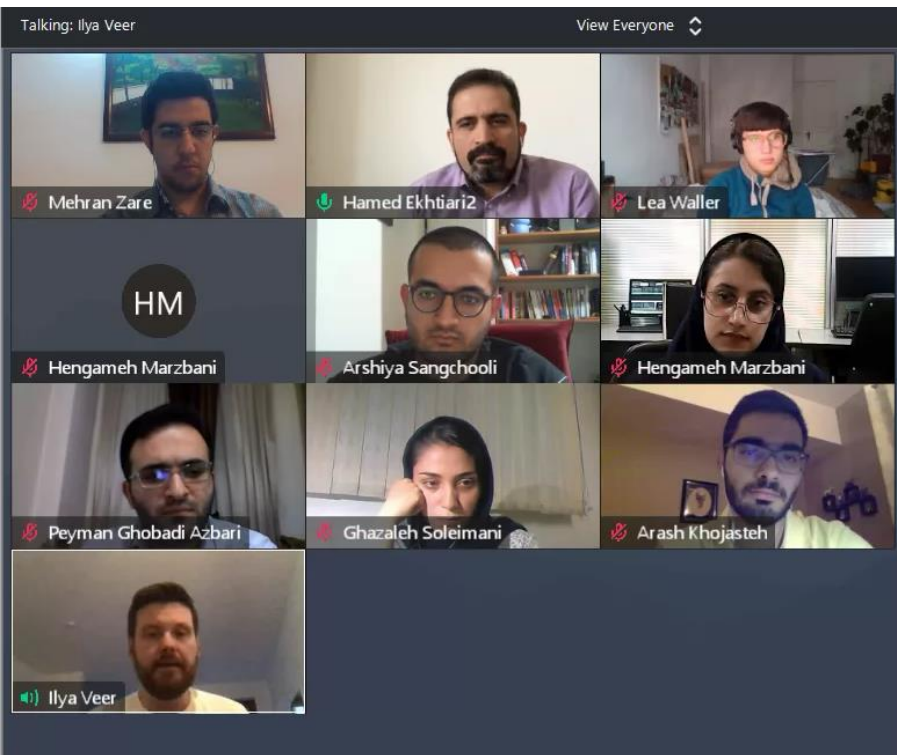 Talking: Ilya Veer
View Everyone
Mehran Zare
Hamed Ekhtiari2
Lea Waller
HM
Hengameh Marzbani
Arshiya Sangchooli
Hengameh Marzbani
Peyman Ghobadi Azbari
Ghazaleh Soleimani
Arash Khojasteh
Ilya Veer